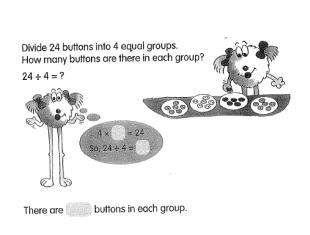 Divide 24 buttons into 4 equal groups.
How many buttons are there in each group?
24 ÷ 4 = ?
4 × = 24
So, 24 ÷ 4 =
There are buttons in each group.